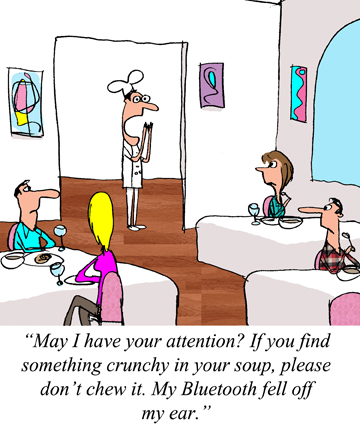 “May I have your attention? If you find
something crunchy in your soup, please
don’t chew it. My Bluetooth fell off
my ear.”